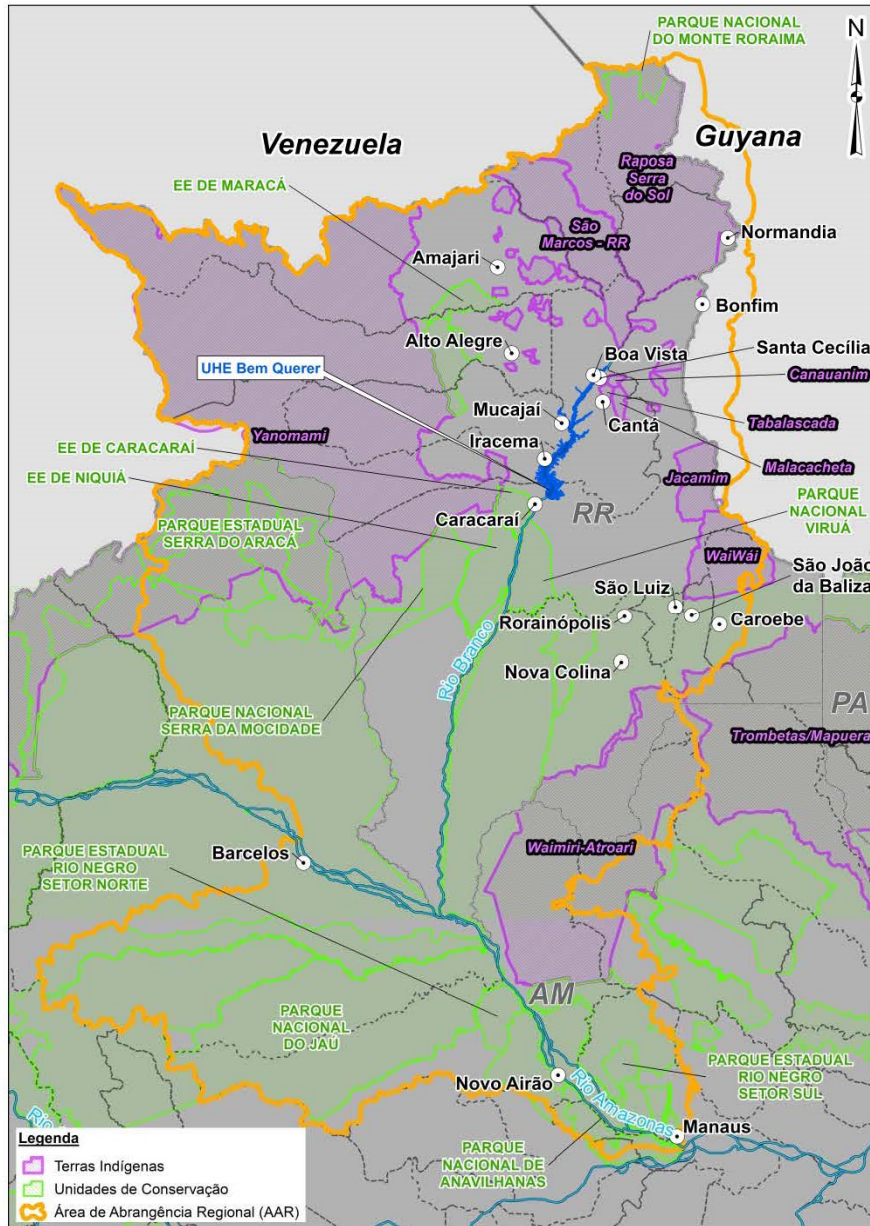 PARQUE NACIONAL
DO MONTE RORAIMA
N
Venezuela
Guyana
EE DE MARACÁ
Raposa
Serra
do Sol
São
Marcos - RR
Normandia
Amajari
Bonfim
Alto Alegre
Boa Vista
Santa Cecília
UHE Bem Querer
Canauanim
Mucajaí
Cantá
Tabalascada
Yanomami
Iracema
EE DE CARACARAÍ
Malacacheta
EE DE NIQUIÁ
Jacamim
Caracaraí
PARQUE
NACIONAL
VIRUÁ
RR
PARQUE ESTADUAL
SERRA DO ARACÁ
WaiWái
São Luiz
São João
da Baliza
Rorainópolis
Caroebe
Rio Branco
Nova Colina
PA
PARQUE NACIONAL
SERRA DA MOCIDADE
Trombetas/Mapuera
PARQUE ESTADUAL
RIO NEGRO
SETOR NORTE
Barcelos
Waimiri-Atroari
AM
PARQUE
NACIONAL
DO JAÚ
PARQUE ESTADUAL
RIO NEGRO
SETOR SUL
Novo Airão
Rio Amazonas
Rio
Manaus
PARQUE
NACIONAL DE
ANAVILHANAS
Legenda
Terras Indígenas
Unidades de Conservação
Área de Abrangência Regional (AAR)